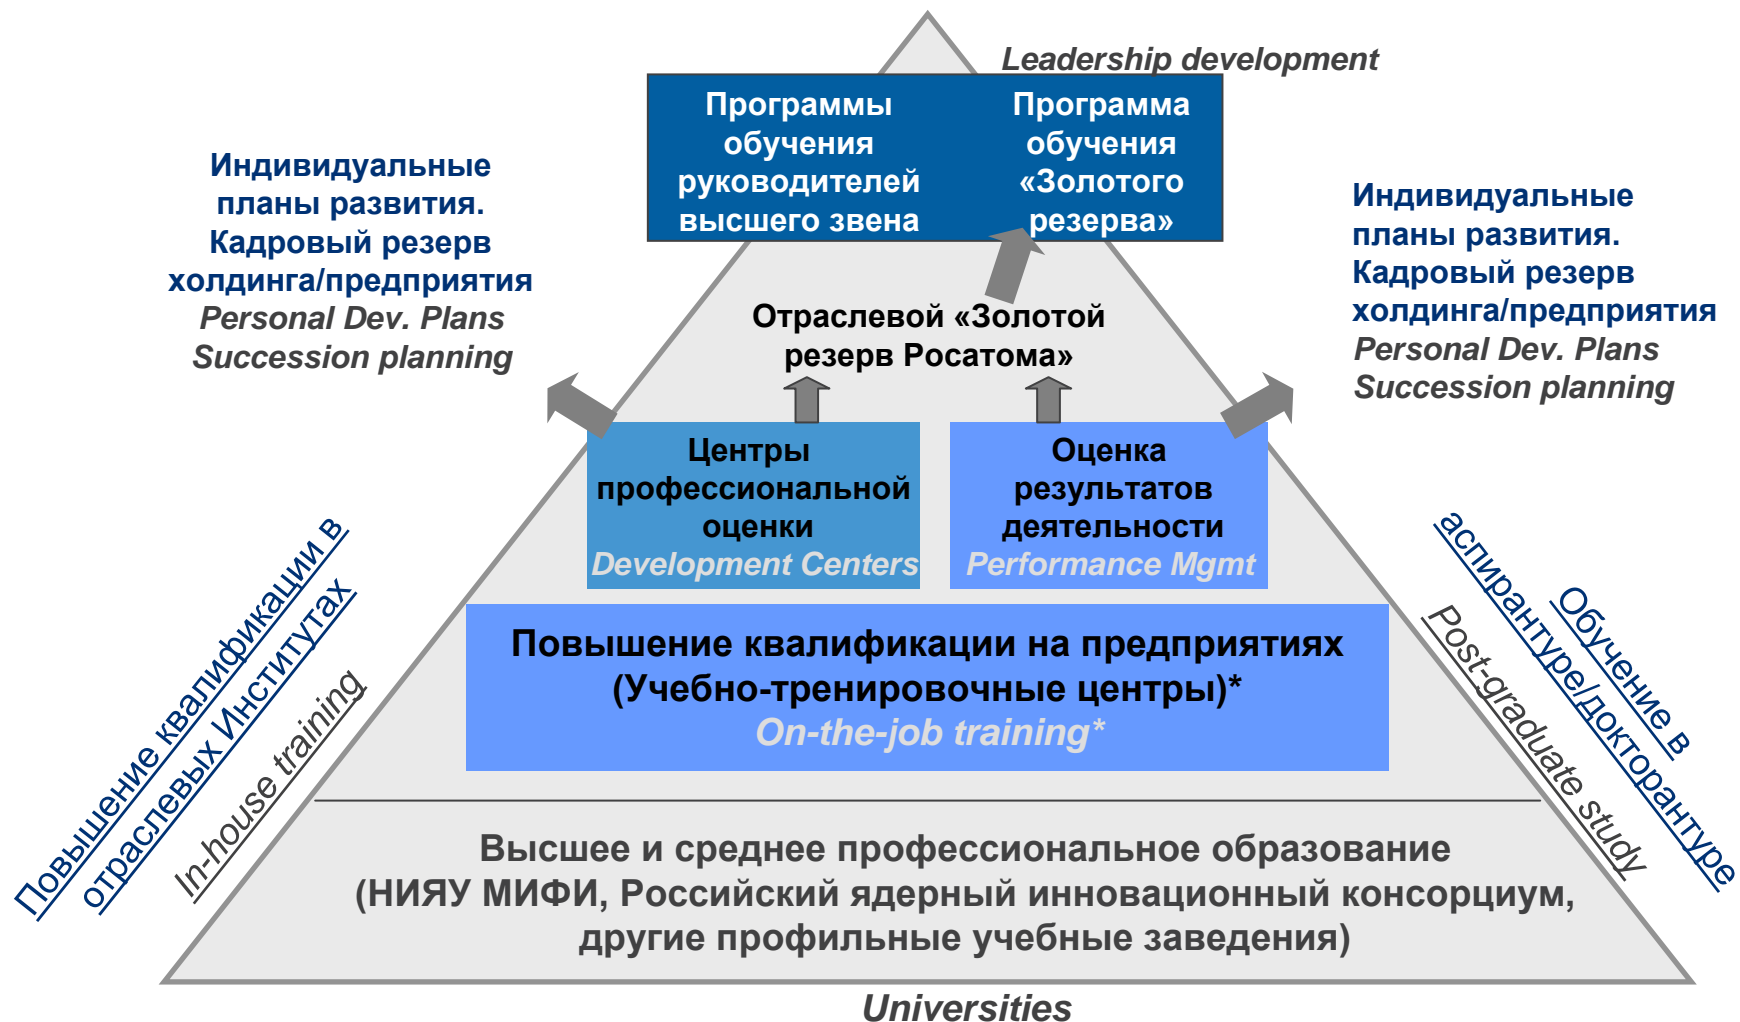 Leadership development
Программы
обучения
руководителей
высшего звена
Программа
обучения
«Золотого
резерва»
Индивидуальные
планы развития.
Кадровый резерв
холдинга/предприятия
Personal Dev. Plans
Succession planning
Индивидуальные
планы развития.
Кадровый резерв
холдинга/предприятия
Personal Dev. Plans
Succession planning
Отраслевой «Золотой
резерв Росатома»
Центры
профессиональной
оценки
Development Centers
Оценка
результатов
деятельности
Performance Mgmt
Повышение квалификации в
отраслевых Институтах
In-house training
Обучение в
аспирантуре/докторантуре
Post-graduate study
Повышение квалификации на предприятиях
(Учебно-тренировочные центры)*
On-the-job training*
Высшее и среднее профессиональное образование
(НИЯУ МИФИ, Российский ядерный инновационный консорциум,
другие профильные учебные заведения)
Universities